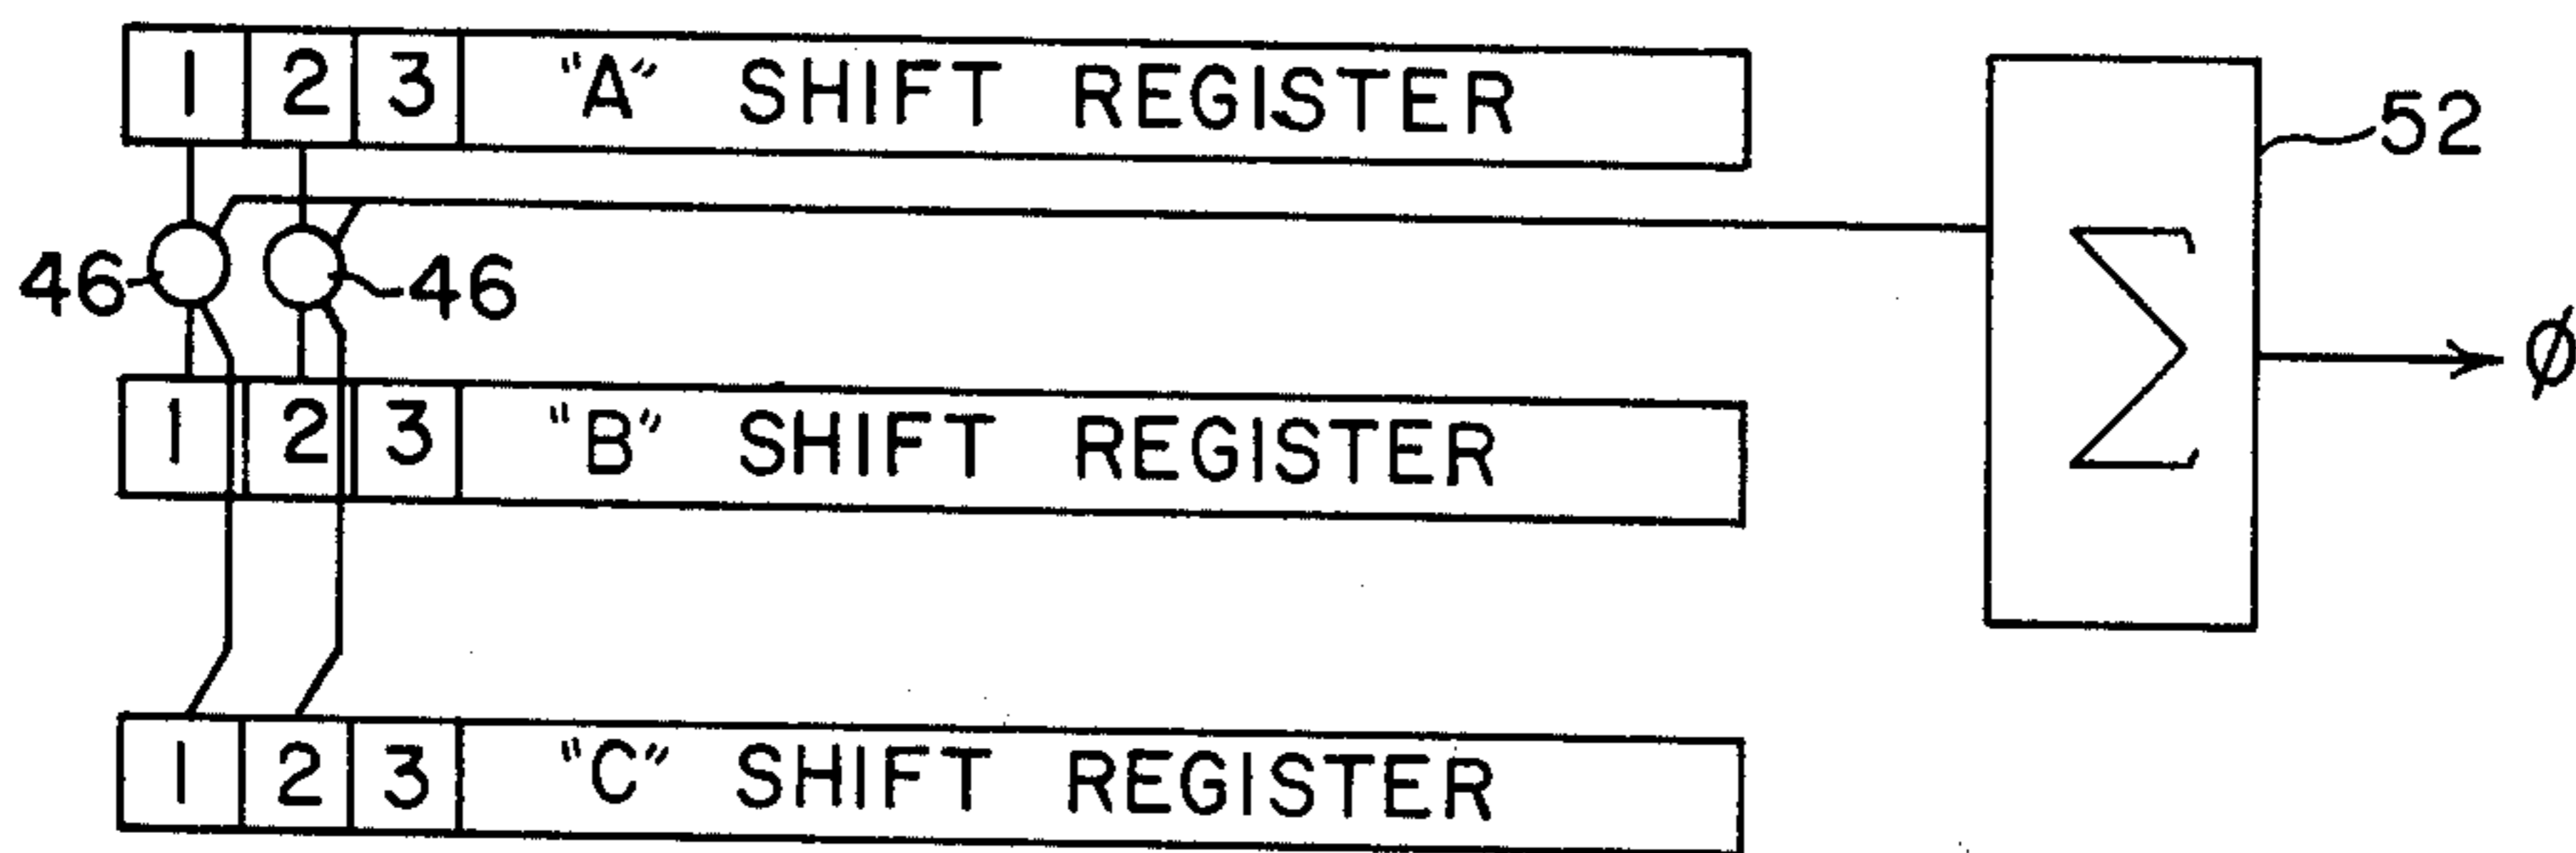 1 2 3 "A" SHIFT REGISTER
52
46 46
Σ
φ
1 2 3 "B" SHIFT REGISTER
1 2 3 "C" SHIFT REGISTER